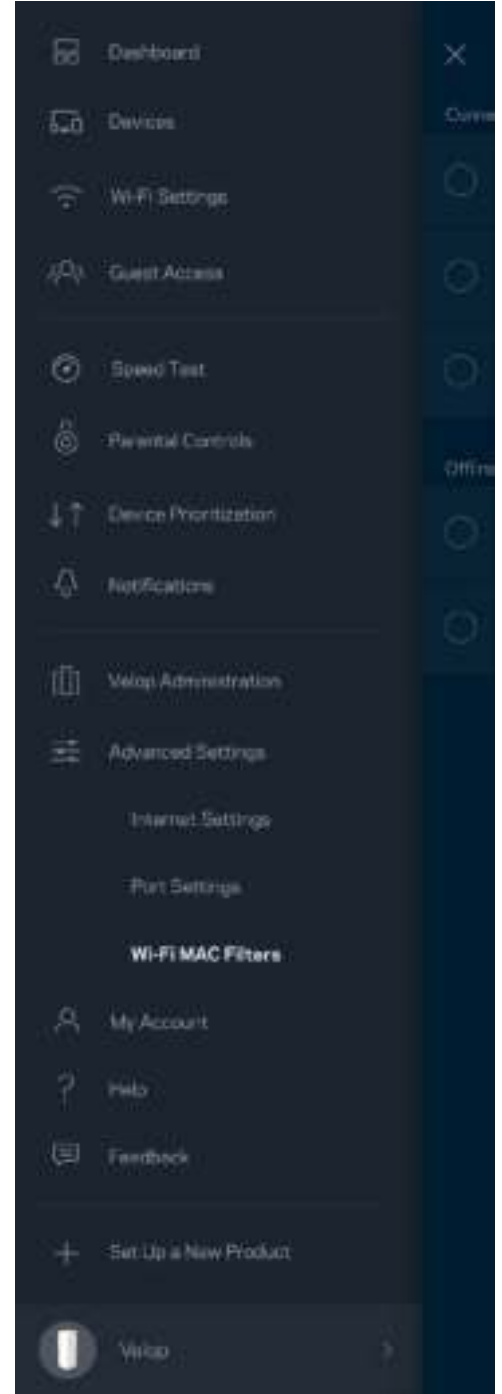 Dashboard
Devices
Wi-Fi Settings
Guest Access
Speed Test
Parental Controls
Device Prioritization
Notifications
Velop Administration
Advanced Settings
Internet Settings
Port Settings
Wi-Fi MAC Filters
My Account
Help
Feedback
Set Up a New Product
Velop